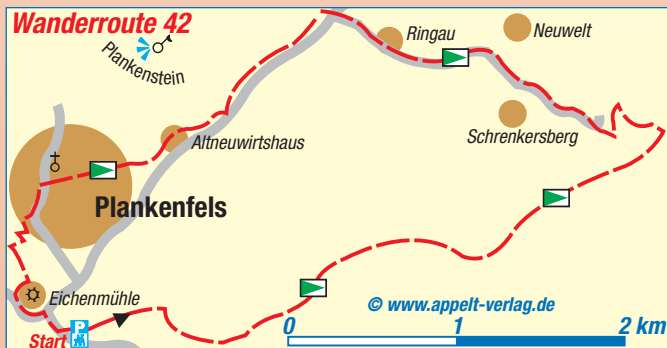 Wanderroute 42
Plankenstein
Ringau
Neuwelt
Altneuwirtshaus
Schrenkersberg
Plankenfels
Eichenmühle
© www.appelt-verlag.de
Start P
0 1 2 km